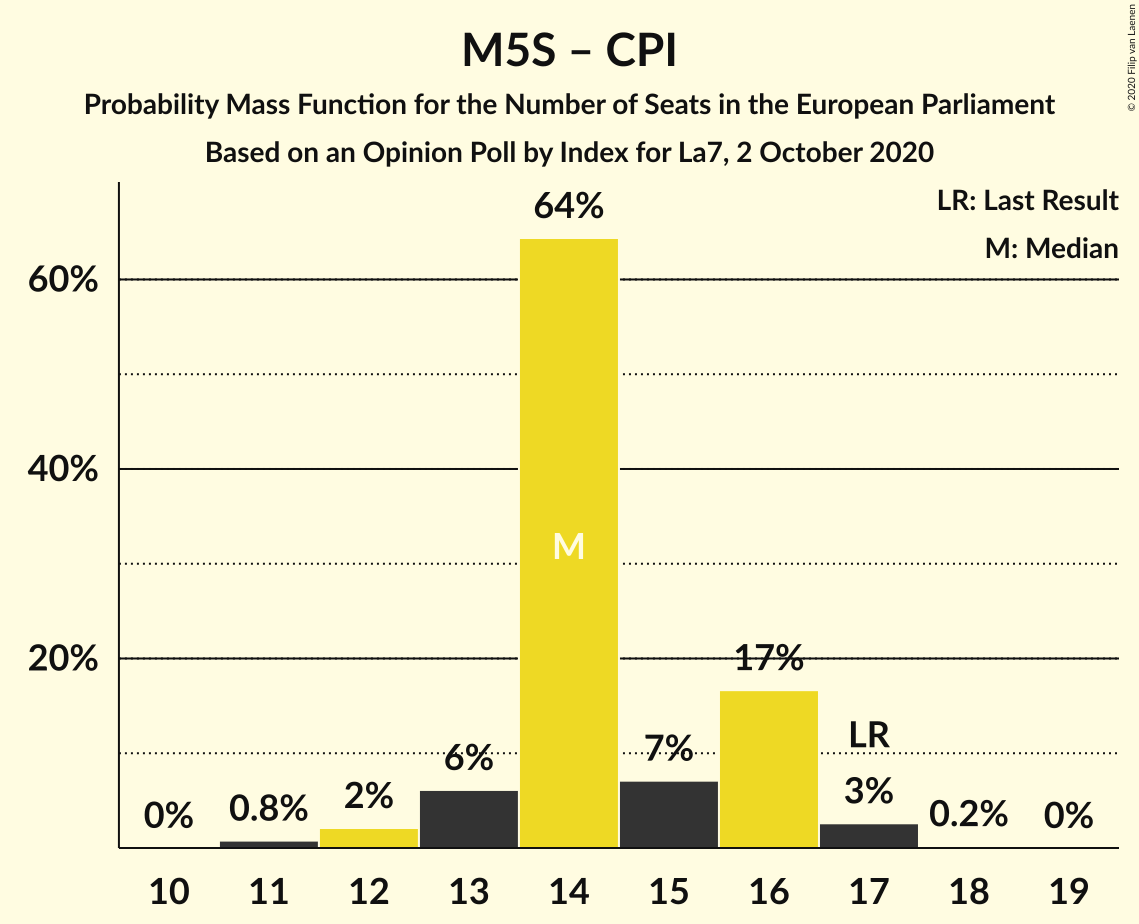 © 2020 Filip van Laenen
M5S – CPI
Probability Mass Function for the Number of Seats in the European Parliament
Based on an Opinion Poll by Index for La7, 2 October 2020
LR: Last Result
M: Median
60%
40%
20%
0%
0.8%
2%
6%
64%
M
7%
17%
LR
3%
0.2%
0%
10 11 12 13 14 15 16 17 18 19